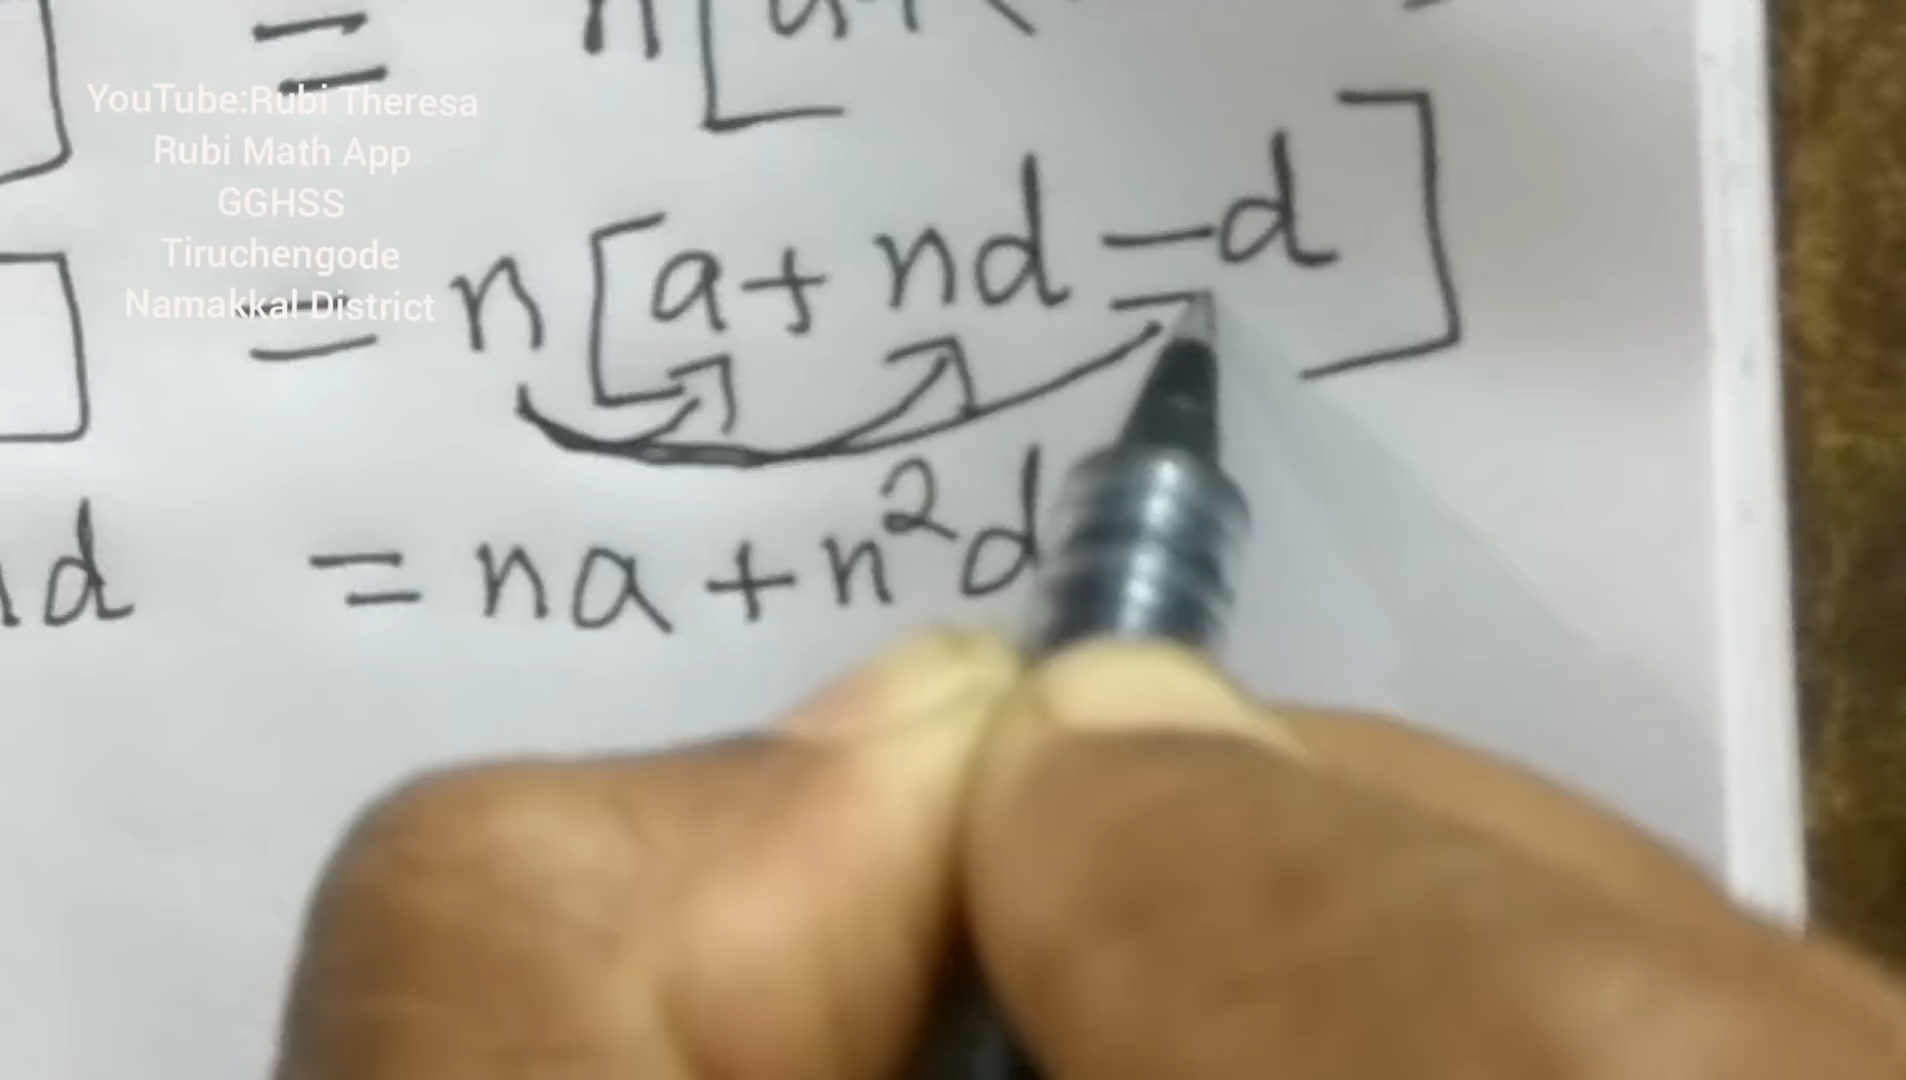 = n[a+(
YouTube:Rubi Theresa
Rubi Math App
GGHSS
Tiruchengode
Namakkal District
= n[a+nd-d]
d = na+n²d